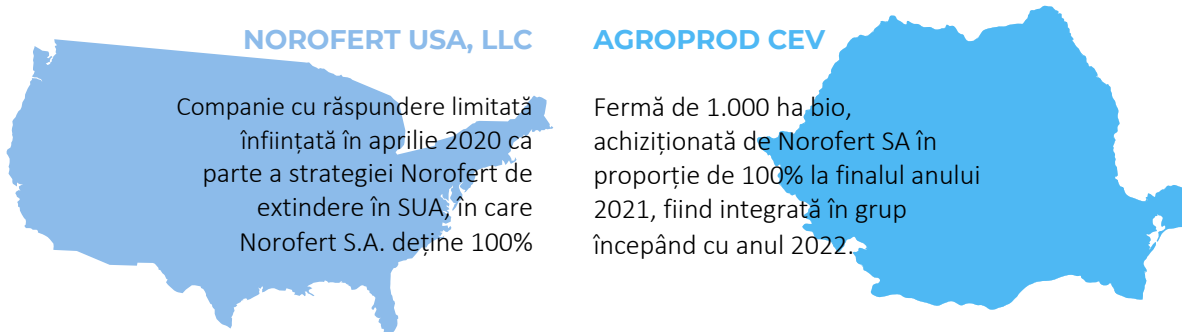 NOROFERT USA, LLC
Companie cu răspundere limitată
înființată în aprilie 2020 ca
parte a strategiei Norofert de
extindere în SUA, în care
Norofert S.A. deține 100%
AGROPROD CEV
Fermă de 1.000 ha bio,
achiziționată de Norofert SA în
proporție de 100% la finalul anului
2021, fiind integrată în grup
începând cu anul 2022.